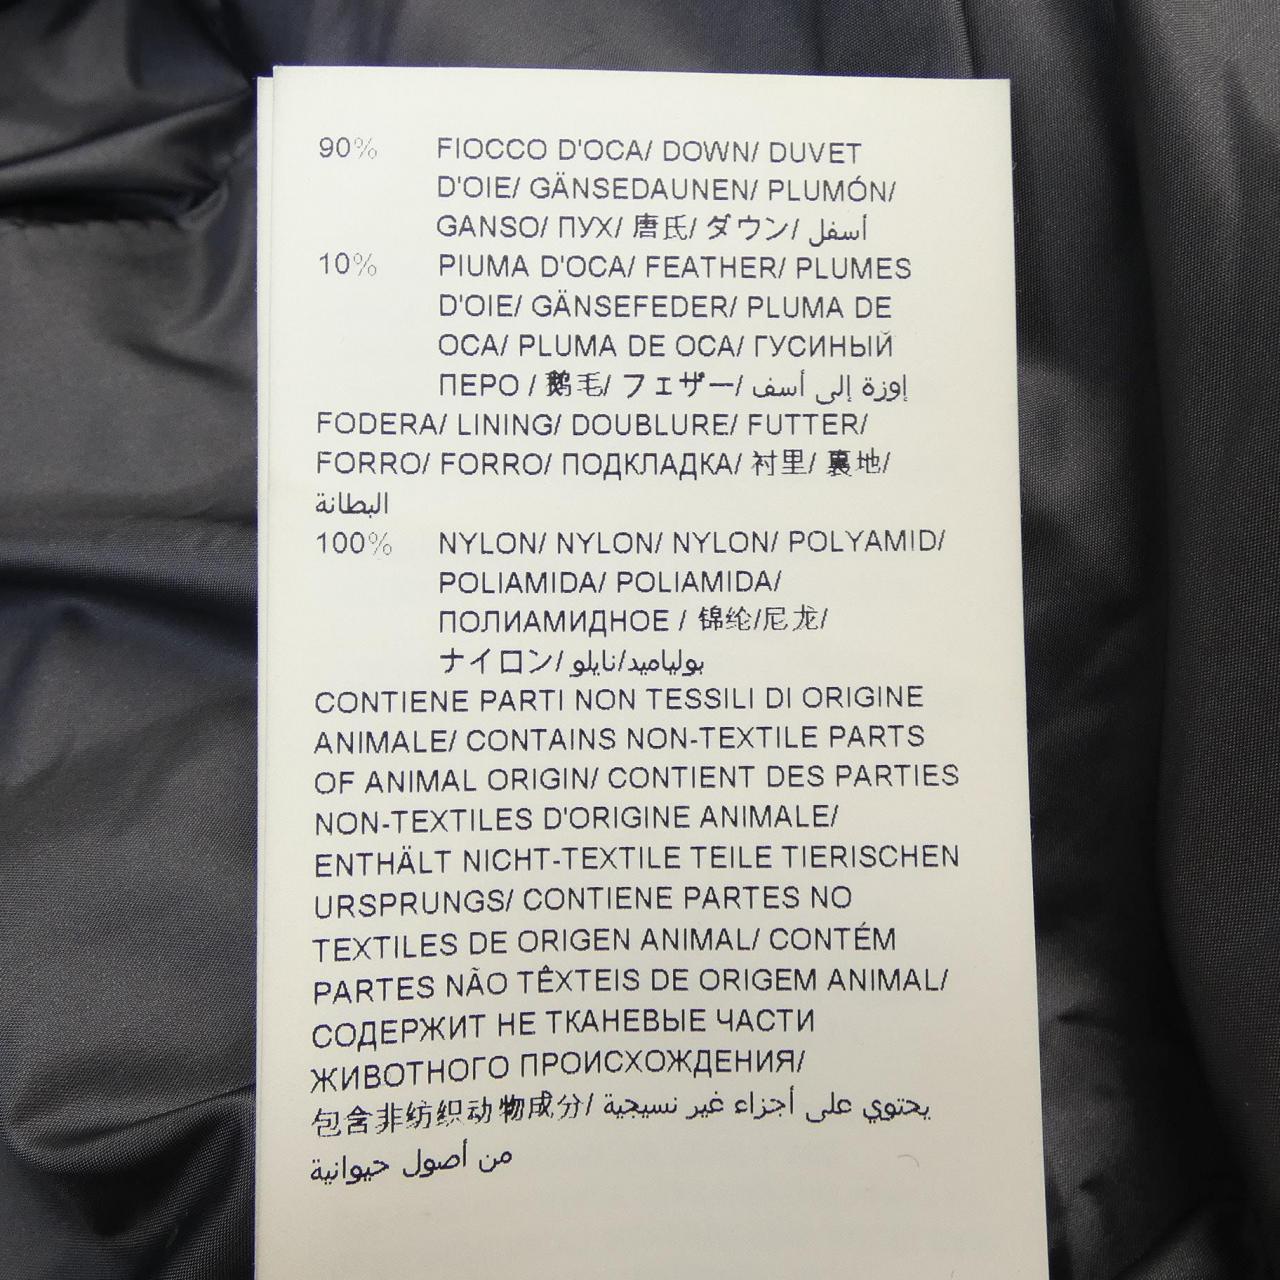 90% FIOCCO D'OCA/ DOWN/ DUVET
D'OIE/ GÄNSEDAUNEN/ PLUMÓN/
GANSO/ ПУХ/ 唐氏/ ダウン/ أسفل
10% PIUMA D'OCA/ FEATHER/ PLUMES
D'OIE/ GÄNSEFEDER/ PLUMA DE
OCA/ PLUMA DE OCA/ ГУСИНЫЙ
ПЕРО / 鹅毛/ フェザー/ إوزة إلى أسف
FODERA/ LINING/ DOUBLURE/ FUTTER/
FORRO/ FORRO/ ПОДКЛАДКА/ 衬里/ 裏地/
البطانة
100% NYLON/ NYLON/ NYLON/ POLYAMID/
POLIAMIDA/ POLIAMIDA/
ПОЛИАМИДНОЕ / 锦纶/尼龙/
ナイロン/ بولياميد/نايلو
CONTIENE PARTI NON TESSILI DI ORIGINE
ANIMALE/ CONTAINS NON-TEXTILE PARTS
OF ANIMAL ORIGIN/ CONTIENT DES PARTIES
NON-TEXTILES D'ORIGINE ANIMALE/
ENTHÄLT NICHT-TEXTILE TEILE TIERISCHEN
URSPRUNGS/ CONTIENE PARTES NO
TEXTILES DE ORIGEN ANIMAL/ CONTÉM
PARTES NÃO TÊXTEIS DE ORIGEM ANIMAL/
СОДЕРЖИТ НЕ ТКАНЕВЫЕ ЧАСТИ
ЖИВОТНОГО ПРОИСХОЖДЕНИЯ/
包含非纺织动物成分/ يحتوي على أجزاء غير نسيجية
من أصول حيوانية